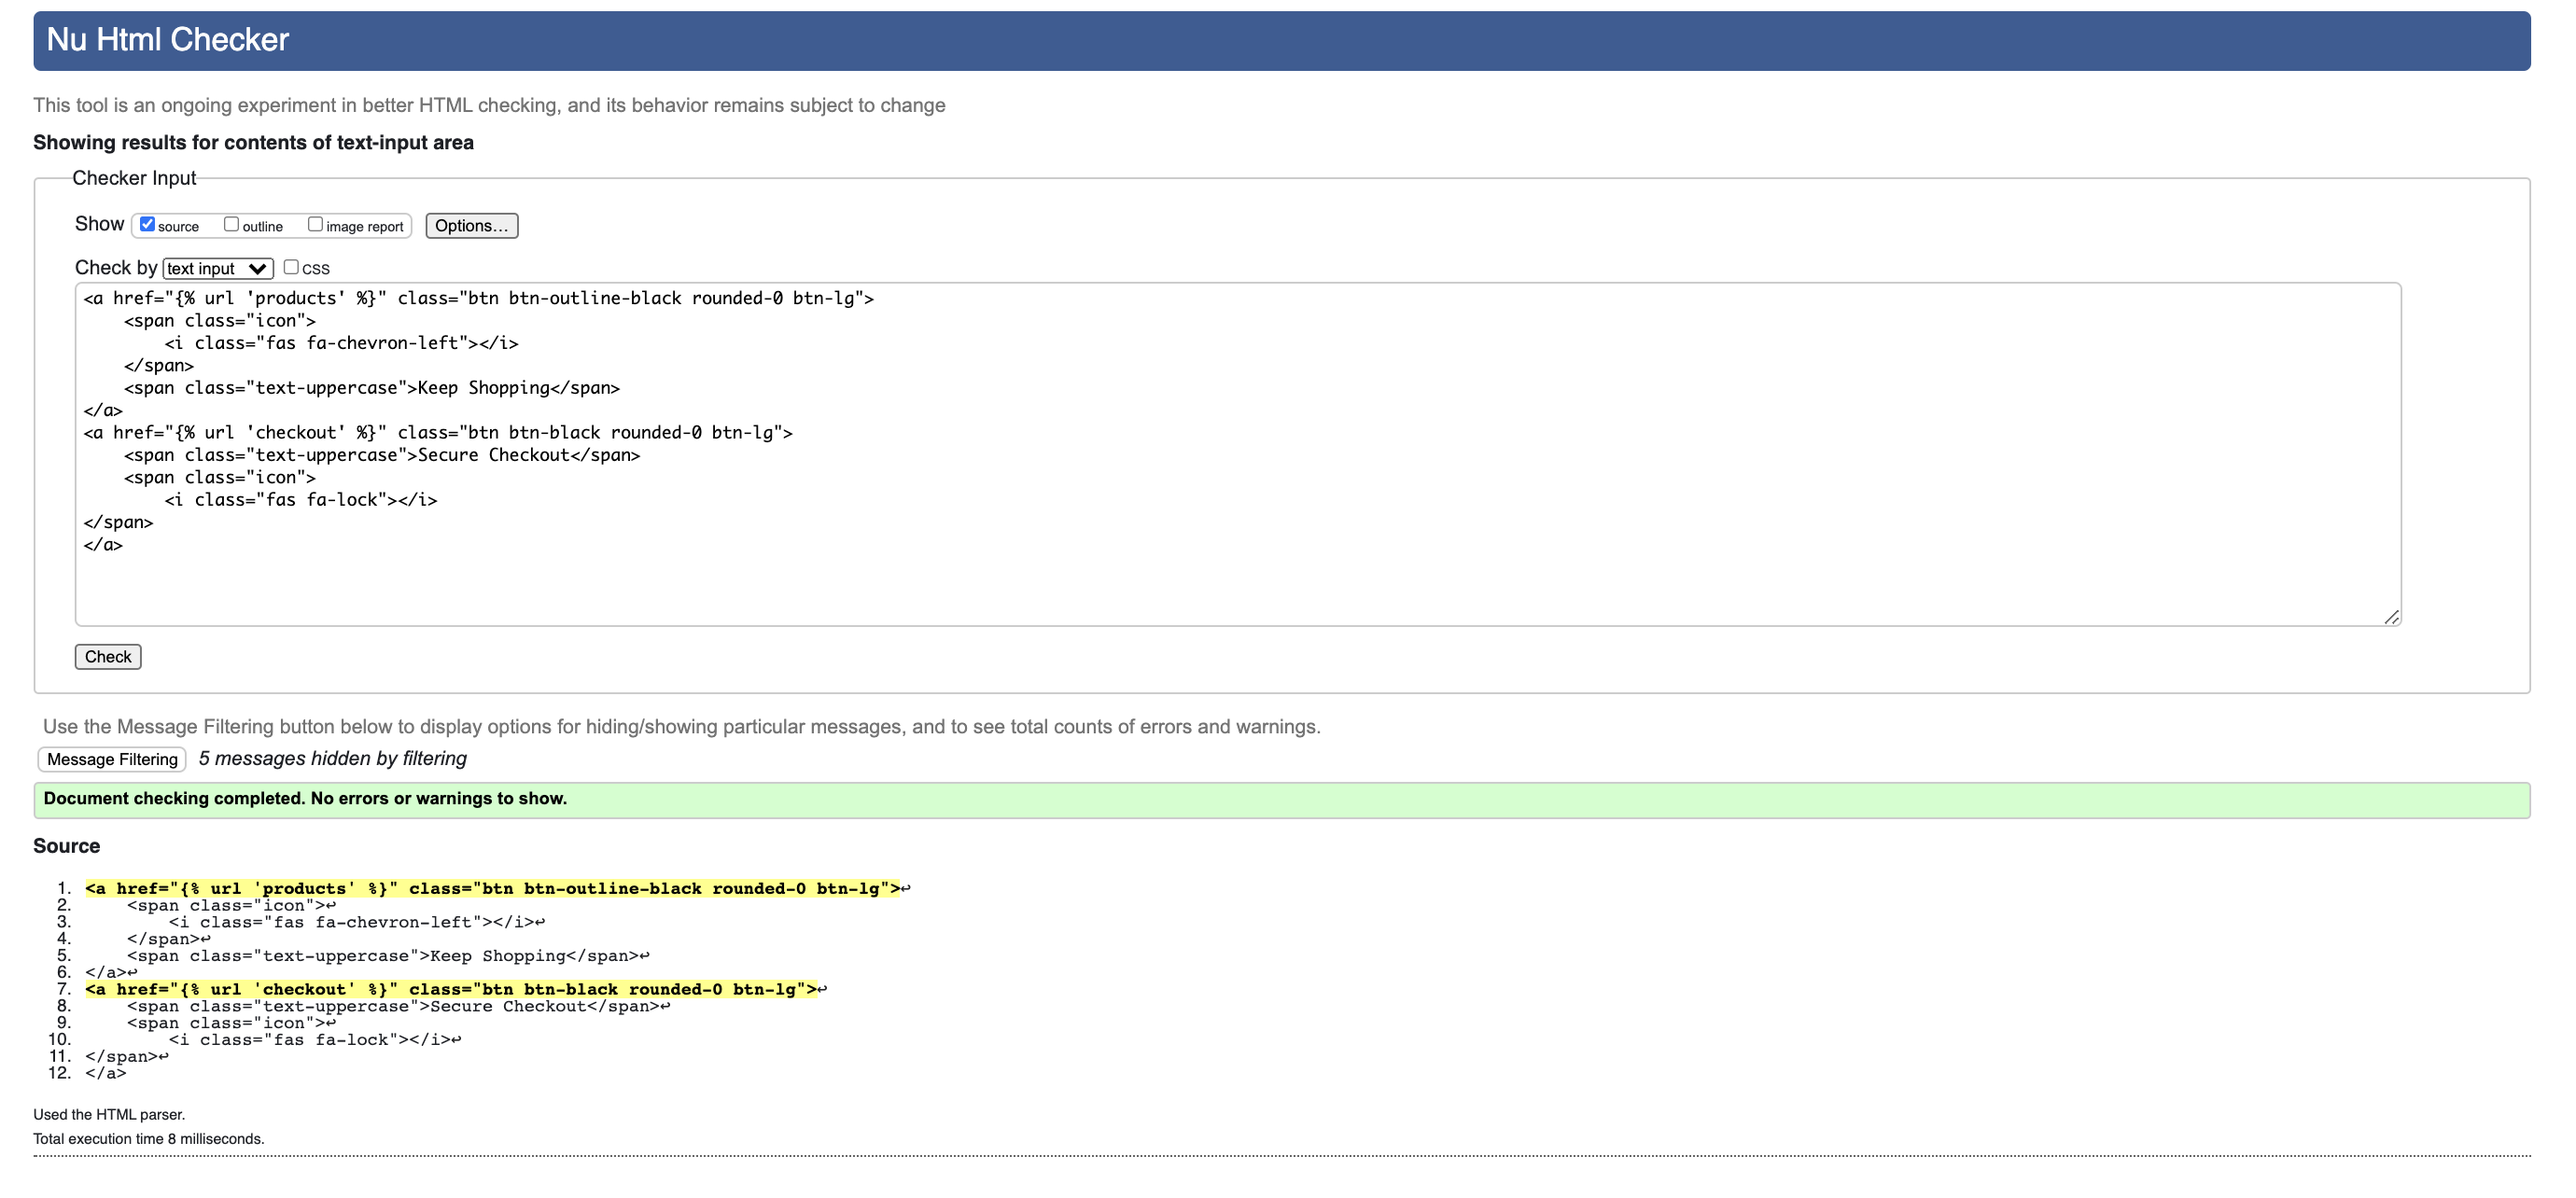 Nu Html Checker
This tool is an ongoing experiment in better HTML checking, and its behavior remains subject to change
Showing results for contents of text-input area
Checker Input
Show source outline image report Options...
Check by text input css
<a href="{% url 'products' %}" class="btn btn-outline-black rounded-0 btn-lg">
    <span class="icon">
        <i class="fas fa-chevron-left"></i>
    </span>
    <span class="text-uppercase">Keep Shopping</span>
</a>
<a href="{% url 'checkout' %}" class="btn btn-black rounded-0 btn-lg">
    <span class="text-uppercase">Secure Checkout</span>
    <span class="icon">
        <i class="fas fa-lock"></i>
</span>
</a>
Check
Use the Message Filtering button below to display options for hiding/showing particular messages, and to see total counts of errors and warnings.
Message Filtering 5 messages hidden by filtering
Document checking completed. No errors or warnings to show.
Source
1. <a href="{% url 'products' %}" class="btn btn-outline-black rounded-0 btn-lg">↩
2.     <span class="icon">↩
3.         <i class="fas fa-chevron-left"></i>↩
4.     </span>↩
5.     <span class="text-uppercase">Keep Shopping</span>↩
6. </a>↩
7. <a href="{% url 'checkout' %}" class="btn btn-black rounded-0 btn-lg">↩
8.     <span class="text-uppercase">Secure Checkout</span>↩
9.     <span class="icon">↩
10.         <i class="fas fa-lock"></i>↩
11. </span>↩
12. </a>
Used the HTML parser.
Total execution time 8 milliseconds.